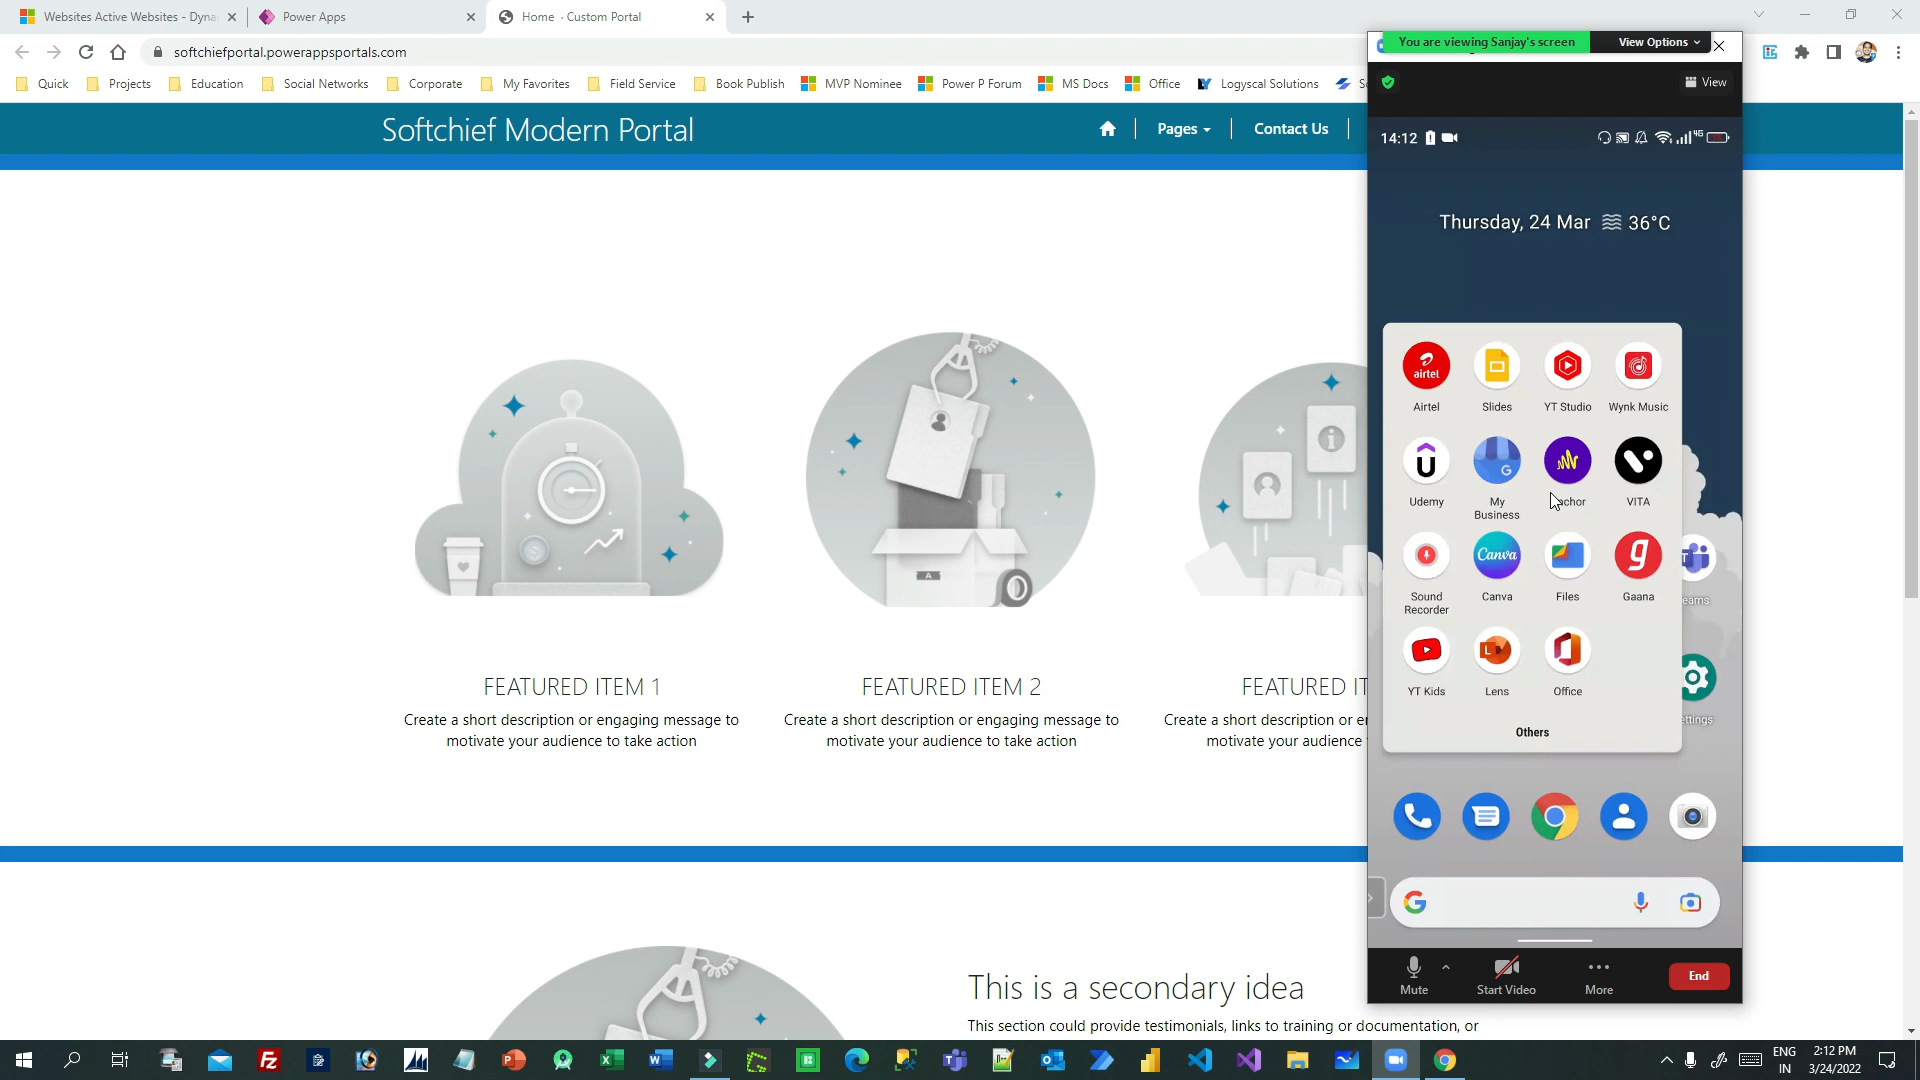 Websites Active Websites - Dyna
Power Apps
Home · Custom Portal
softchiefportal.powerappsportals.com
Quick
Projects
Education
Social Networks
Corporate
My Favorites
Field Service
Book Publish
MVP Nominee
Power P Forum
MS Docs
Office
Logyscal Solutions
You are viewing Sanjay's screen
View Options
View
Softchief Modern Portal
Pages
Contact Us
14:12
4G
Thursday, 24 Mar
36°C
airtel
Airtel
Slides
YT Studio
Wynk Music
Udemy
My
Business
VITA
Sound
Recorder
Canva
Canva
Files
Gaana
YT Kids
Lens
Office
Others
FEATURED ITEM 1
Create a short description or engaging message to
motivate your audience to take action
FEATURED ITEM 2
Create a short description or engaging message to
motivate your audience to take action
FEATURED IT
Create a short description or e
motivate your audience
This is a secondary idea
This section could provide testimonials, links to training or documentation, or
Mute
Start Video
More
End
ENG
IN
2:12 PM
3/24/2022